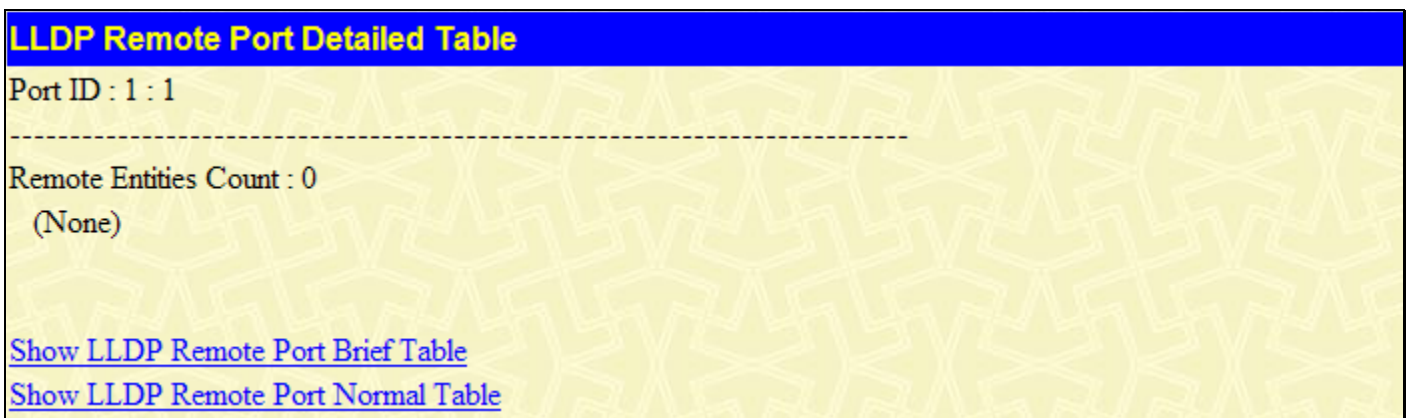 LLDP Remote Port Detailed Table
Port ID : 1 : 1
---------------------------------------------------------------------------
Remote Entities Count : 0
(None)
Show LLDP Remote Port Brief Table
Show LLDP Remote Port Normal Table